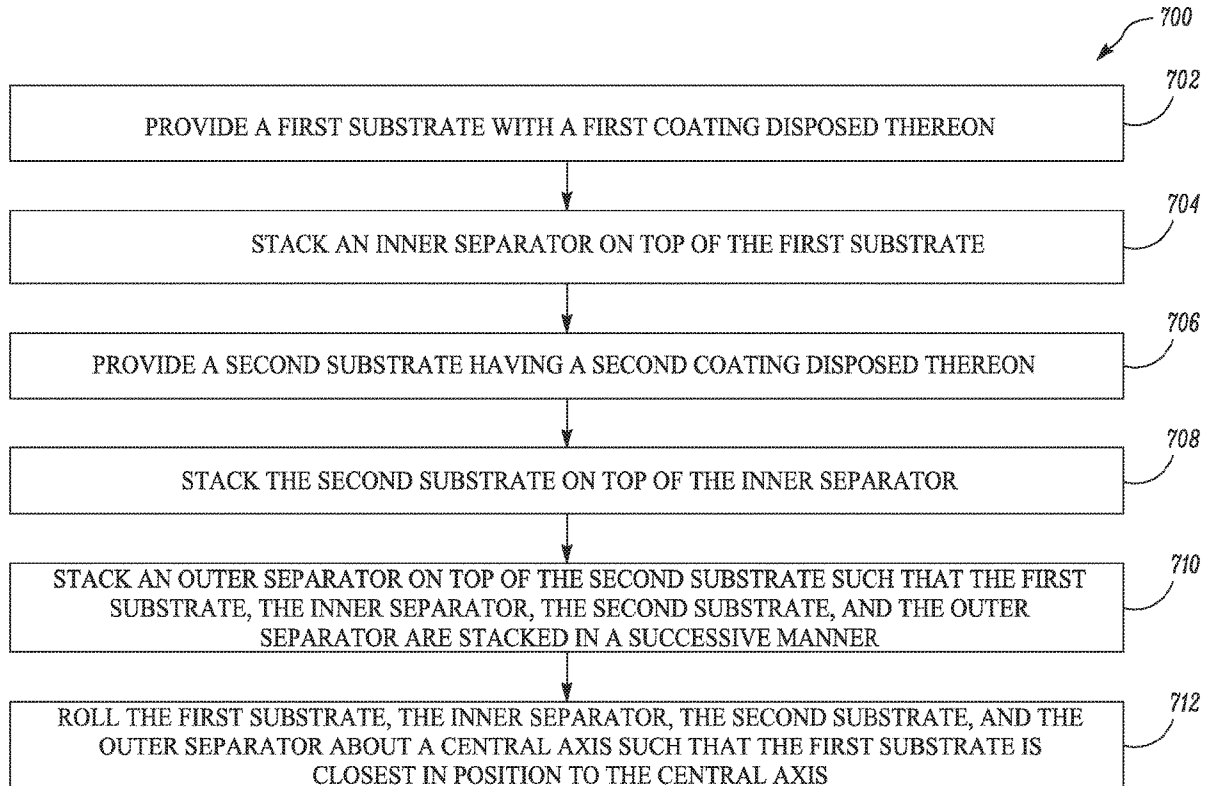 700
702
PROVIDE A FIRST SUBSTRATE WITH A FIRST COATING DISPOSED THEREON
704
STACK AN INNER SEPARATOR ON TOP OF THE FIRST SUBSTRATE
706
PROVIDE A SECOND SUBSTRATE HAVING A SECOND COATING DISPOSED THEREON
708
STACK THE SECOND SUBSTRATE ON TOP OF THE INNER SEPARATOR
710
STACK AN OUTER SEPARATOR ON TOP OF THE SECOND SUBSTRATE SUCH THAT THE FIRST
SUBSTRATE, THE INNER SEPARATOR, THE SECOND SUBSTRATE, AND THE OUTER
SEPARATOR ARE STACKED IN A SUCCESSIVE MANNER
712
ROLL THE FIRST SUBSTRATE, THE INNER SEPARATOR, THE SECOND SUBSTRATE, AND THE
OUTER SEPARATOR ABOUT A CENTRAL AXIS SUCH THAT THE FIRST SUBSTRATE IS
CLOSEST IN POSITION TO THE CENTRAL AXIS